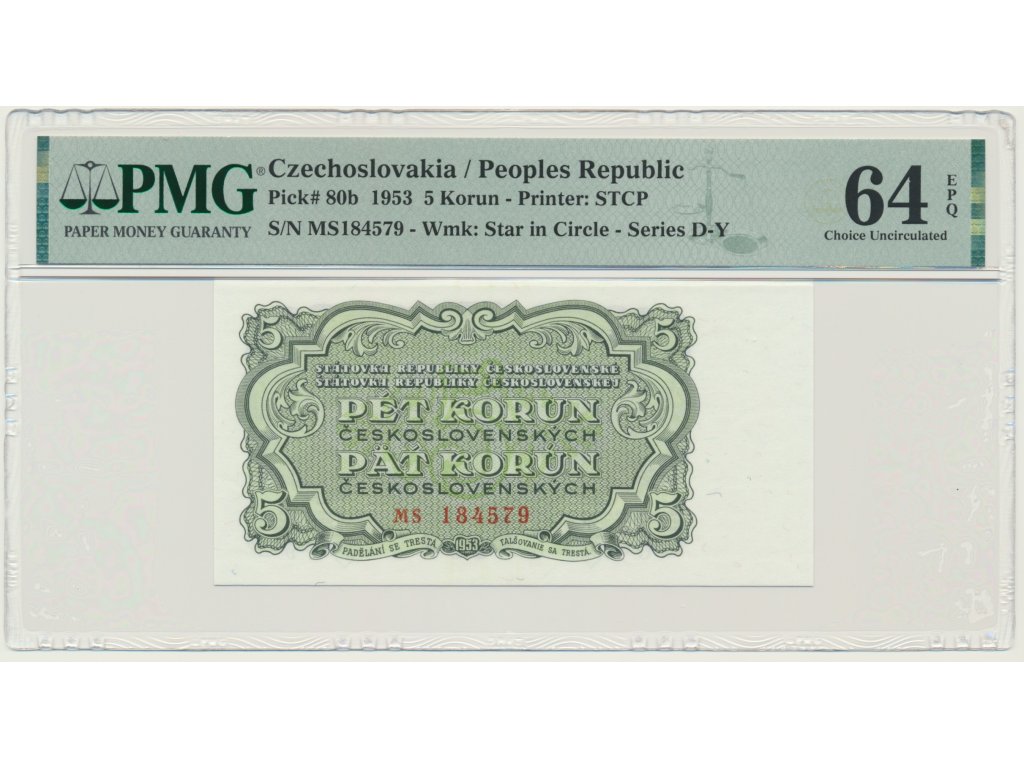 PMG®
PAPER MONEY GUARANTY
Czechoslovakia / Peoples Republic
Pick# 80b 1953 5 Korun - Printer: STCP
S/N MS184579 - Wmk: Star in Circle - Series D-Y
64 EPQ
Choice Uncirculated
5 5
STÁTOVKA REPUBLIKY ČESKOSLOVENSKÉ
ŠTÁTOVKA REPUBLIKY ČESKOSLOVENSKEJ
PĚT KORUN
ČESKOSLOVENSKÝCH
PÄŤ KORÚN
ČESKOSLOVENSKÝCH
5 5
MS 184579
PADĚLÁNÍ SE TRESTÁ 1953 FALŠOVANIE SA TRESTÁ